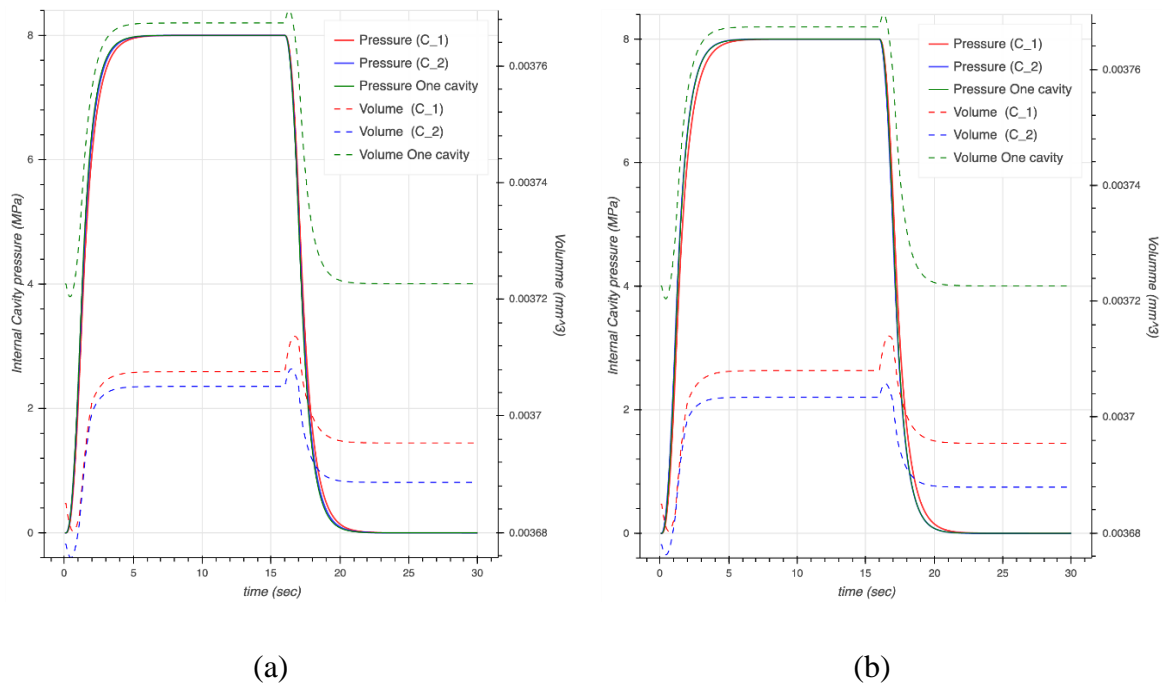 8
6
4
2
0
Internal Cavity pressure (MPa)
Pressure (C_1)
Pressure (C_2)
Pressure One cavity
Volume  (C_1)
Volume  (C_2)
Volume One cavity
0.00376
0.00374
0.00372
0.0037
0.00368
Volumme (mm^3)
0 5 10 15 20 25 30
time (sec)
(a)
8
6
4
2
0
Internal Cavity pressure (MPa)
Pressure (C_1)
Pressure (C_2)
Pressure One cavity
Volume  (C_1)
Volume  (C_2)
Volume One cavity
0.00376
0.00374
0.00372
0.0037
0.00368
Volumme (mm^3)
0 5 10 15 20 25 30
time (sec)
(b)